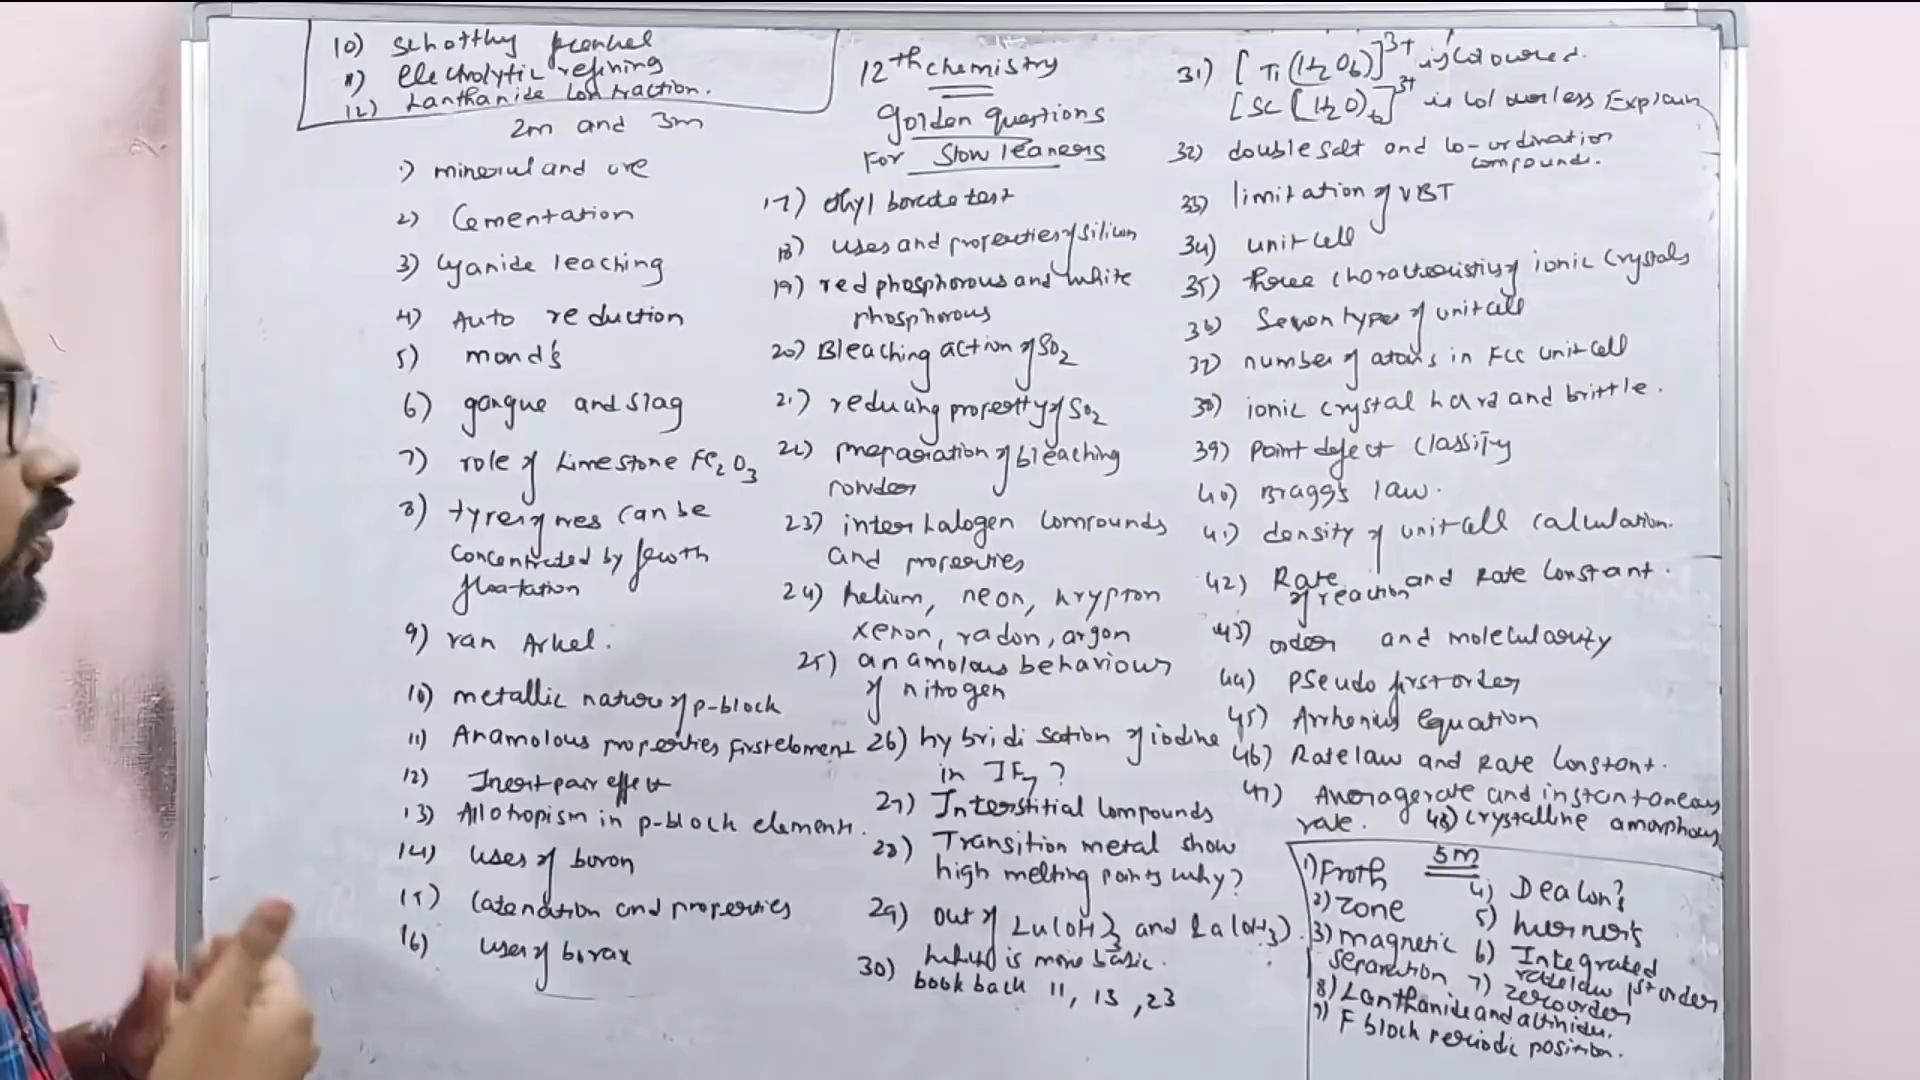 10) schotthy frenkel
11) electrolytic refining
12) Lanthanide contraction.
2m and 3m
1) mineral and ore
2) Cementation
3) Cyanide leaching
4) Auto reduction
5) mond's
6) gangue and slag
7) role of Limestone Fe2O3
8) types of ores can be
concentrated by froth
floatation
9) van Arkel.
10) metallic nature of p-block
11) Anamolous properties first element
12) Inert pair effect
13) Allotropism in p-block elements.
14) uses of boron
15) Catenation and properties
16) uses of borax
12th chemistry
golden questions
For slow leaners
17) ethyl borate test
18) uses and properties of silicon
19) red phosphorous and white
phosphorous
20) Bleaching action of SO2
21) reducing property of SO2
22) preparation of bleaching
powder
23) inter halogen compounds
and properties
24) helium, neon, krypton
xenon, radon, argon
25) anamolous behaviour
of nitrogen
26) hybridi sation of iodine
in IF7?
27) Interstitial compounds
28) Transition metal show
high melting points why?
29) out of Lu(OH)3 and La(OH3).
which is more basic.
30) book back 11, 13, 23
31) [Ti(H2O6)]3+ is coloured.
[Sc(H2O)6]3+ is colourless Explain
32) double salt and co-ordination
compound.
33) limitation of VBT
34) unit cell
35) three characteristics of ionic crystals
36) Seven types of unit cell
37) number of atoms in FCC unit cell
38) ionic crystal hard and brittle.
39) point defect classify
40) Bragg's law.
41) density of unit cell calculation.
42) Rate of reaction and Rate constant.
43) order and molecularity
44) pseudo first order
45) Arrhenius equation
46) Rate law and Rate constant.
47) Average rate and instantaneous
rate. 48) crystalline amorphous
5m
1) Froth
2) zone
3) magnetic
separation
4) Deacon?
5) hurner's
6) Integrated
rate law 1st order
7) zero order
8) Lanthanide and actinide.
9) F block periodic position.